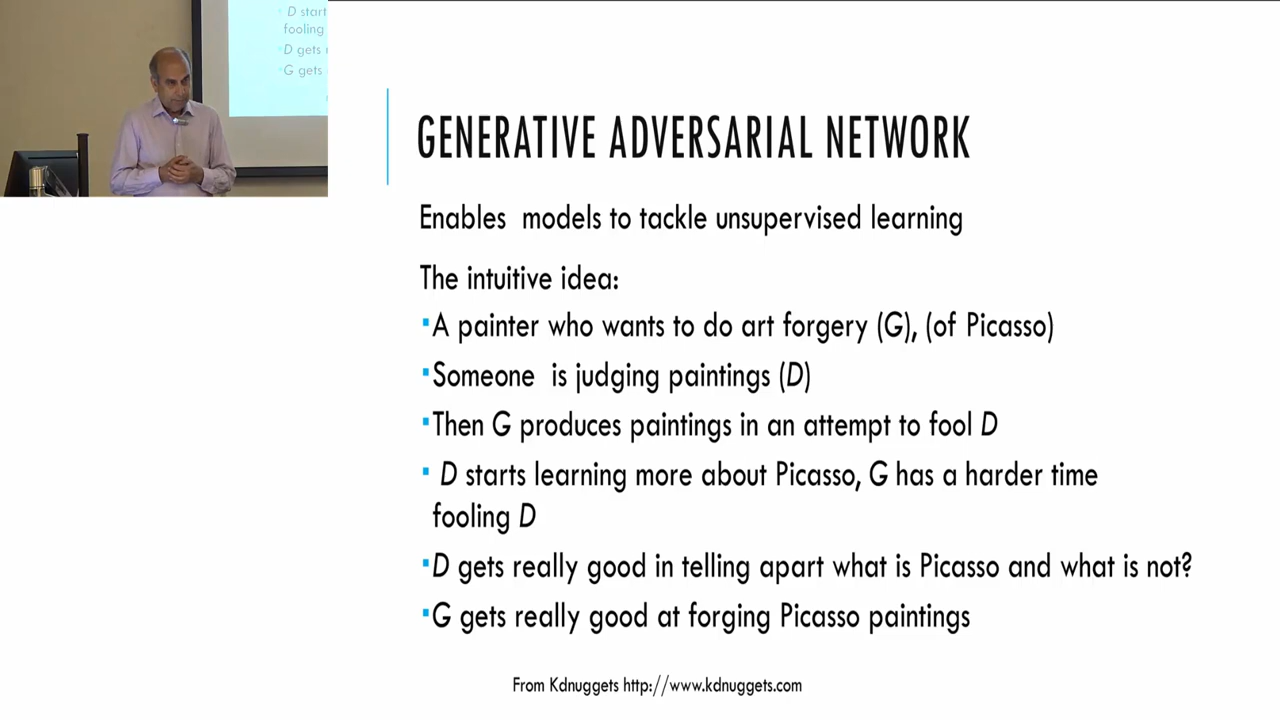 D start
fooling
D gets
G gets
GENERATIVE ADVERSARIAL NETWORK
Enables models to tackle unsupervised learning
The intuitive idea:
▪A painter who wants to do art forgery (G), (of Picasso)
▪Someone is judging paintings (D)
▪Then G produces paintings in an attempt to fool D
▪ D starts learning more about Picasso, G has a harder time
fooling D
▪D gets really good in telling apart what is Picasso and what is not?
▪G gets really good at forging Picasso paintings
From Kdnuggets http://www.kdnuggets.com